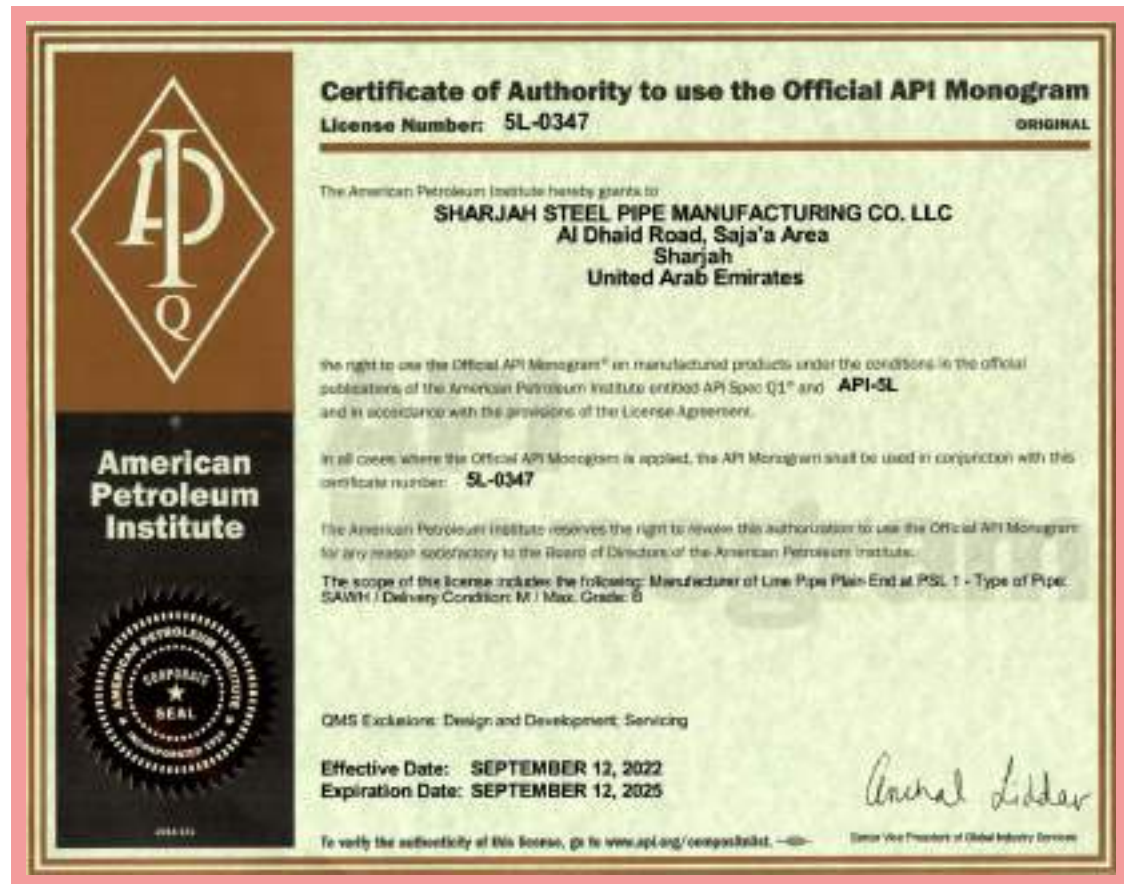 Certificate of Authority to use the Official API Monogram
License Number: 5L-0347
ORIGINAL
The American Petroleum Institute hereby grants to
SHARJAH STEEL PIPE MANUFACTURING CO. LLC
Al Dhaid Road, Saja'a Area
Sharjah
United Arab Emirates
the right to use the Official API Monogram® on manufactured products under the conditions in the official
publications of the American Petroleum Institute entitled API Spec Q1® and API-5L
and in accordance with the provisions of the License Agreement.
In all cases where the Official API Monogram is applied, the API Monogram shall be used in conjunction with this
certificate number: 5L-0347
The American Petroleum Institute reserves the right to revoke this authorization to use the Official API Monogram
for any reason satisfactory to the Board of Directors of the American Petroleum Institute.
The scope of this license includes the following: Manufacturer of Line Pipe Plain End at PSL 1 - Type of Pipe:
SAWH / Delivery Condition: M / Max. Grade: B
QMS Exclusions: Design and Development; Servicing
Effective Date: SEPTEMBER 12, 2022
Expiration Date: SEPTEMBER 12, 2025
To verify the authenticity of this license, go to www.api.org/compositelist.
Anchal Liddar
Senior Vice President of Global Industry Services
API
Q
American
Petroleum
Institute
AMERICAN PETROLEUM INSTITUTE
CORPORATE
SEAL
INCORPORATED